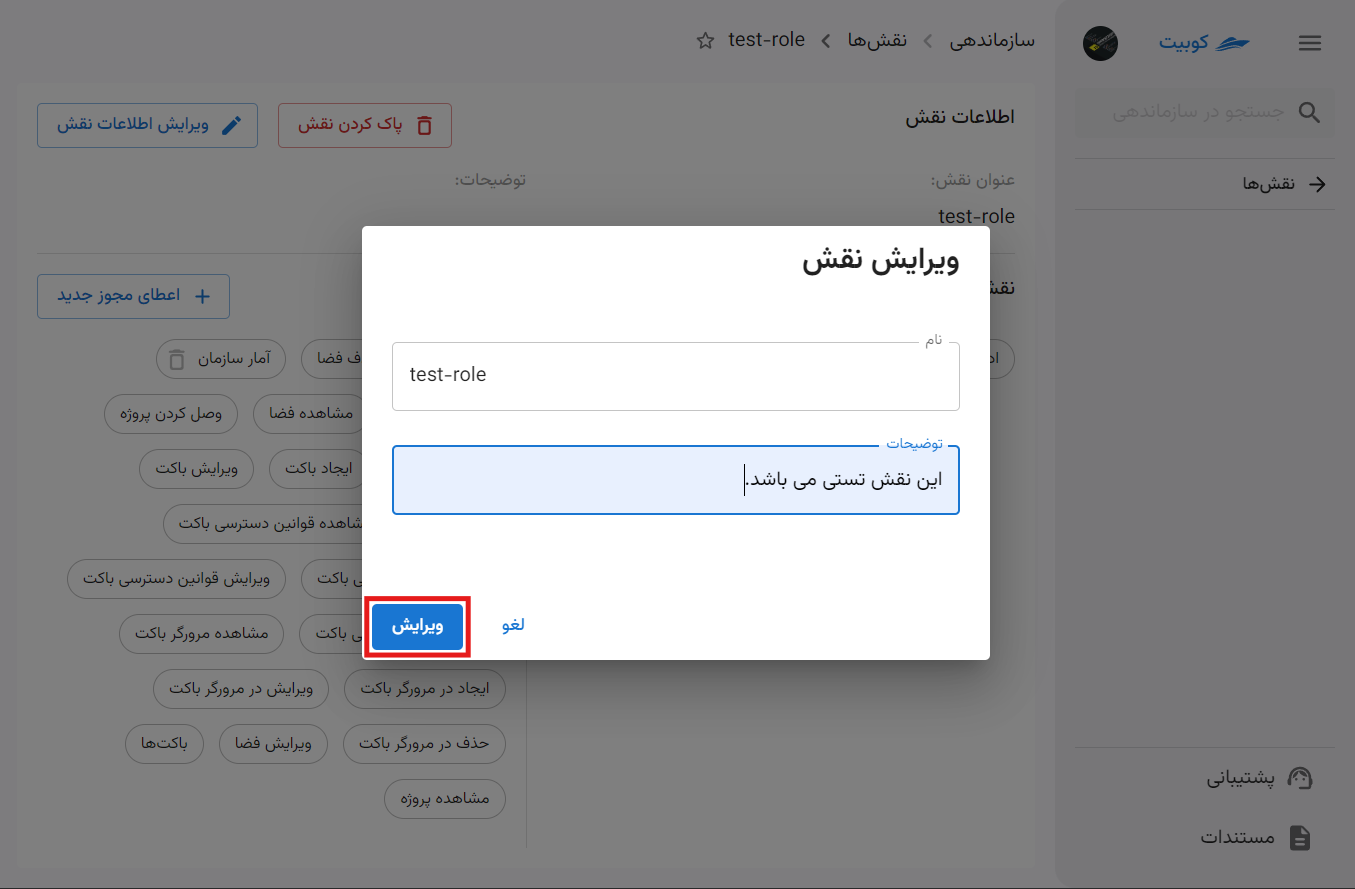 کوبیت
جستجو در سازماندهی
نقش‌ها
پشتیبانی
مستندات
سازماندهی > نقش‌ها > test-role
اطلاعات نقش
پاک کردن نقش
ویرایش اطلاعات نقش
عنوان نقش:
توضیحات:
test-role
اعطای مجوز جدید
ویرایش نقش
نام
test-role
توضیحات
این نقش تستی می باشد.
لغو
ویرایش
فضا آمار سازمان
مشاهده فضا وصل کردن پروژه
ایجاد باکت ویرایش باکت
مشاهده قوانین دسترسی باکت
باکت ویرایش قوانین دسترسی باکت
باکت مشاهده مرورگر باکت
ایجاد در مرورگر باکت ویرایش در مرورگر باکت
حذف در مرورگر باکت ویرایش فضا باکت‌ها
مشاهده پروژه